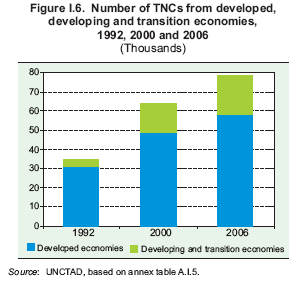 Figure I.6. Number of TNCs from developed,
developing and transition economies,
1992, 2000 and 2006
(Thousands)
80
70
60
50
40
30
20
10
0
1992 2000 2006
Developed economies Developing and transition economies
Source: UNCTAD, based on annex table A.I.5.